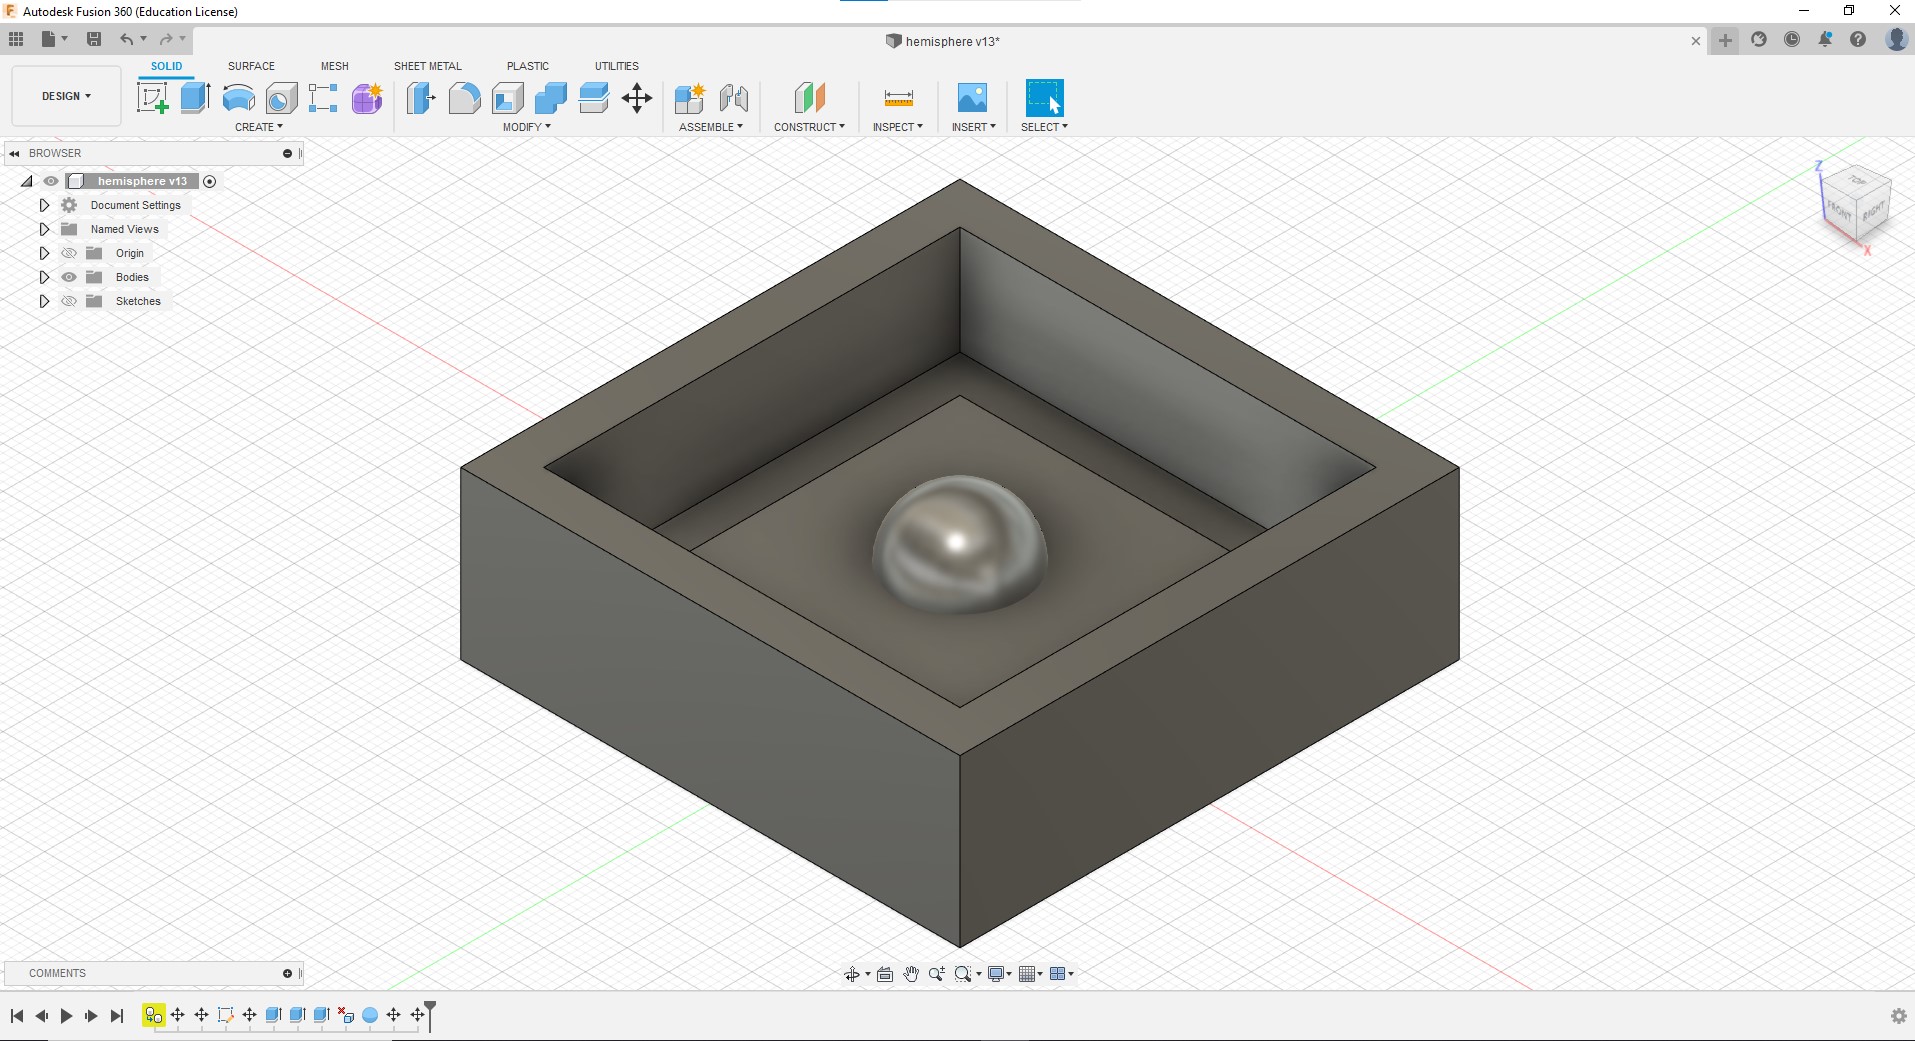 Autodesk Fusion 360 (Education License)
hemisphere v13*
SOLID SURFACE MESH SHEET METAL PLASTIC UTILITIES
DESIGN
CREATE MODIFY ASSEMBLE CONSTRUCT INSPECT INSERT SELECT
BROWSER
hemisphere v13
Document Settings
Named Views
Origin
Bodies
Sketches
Z
TOP
FRONT RIGHT
X
COMMENTS